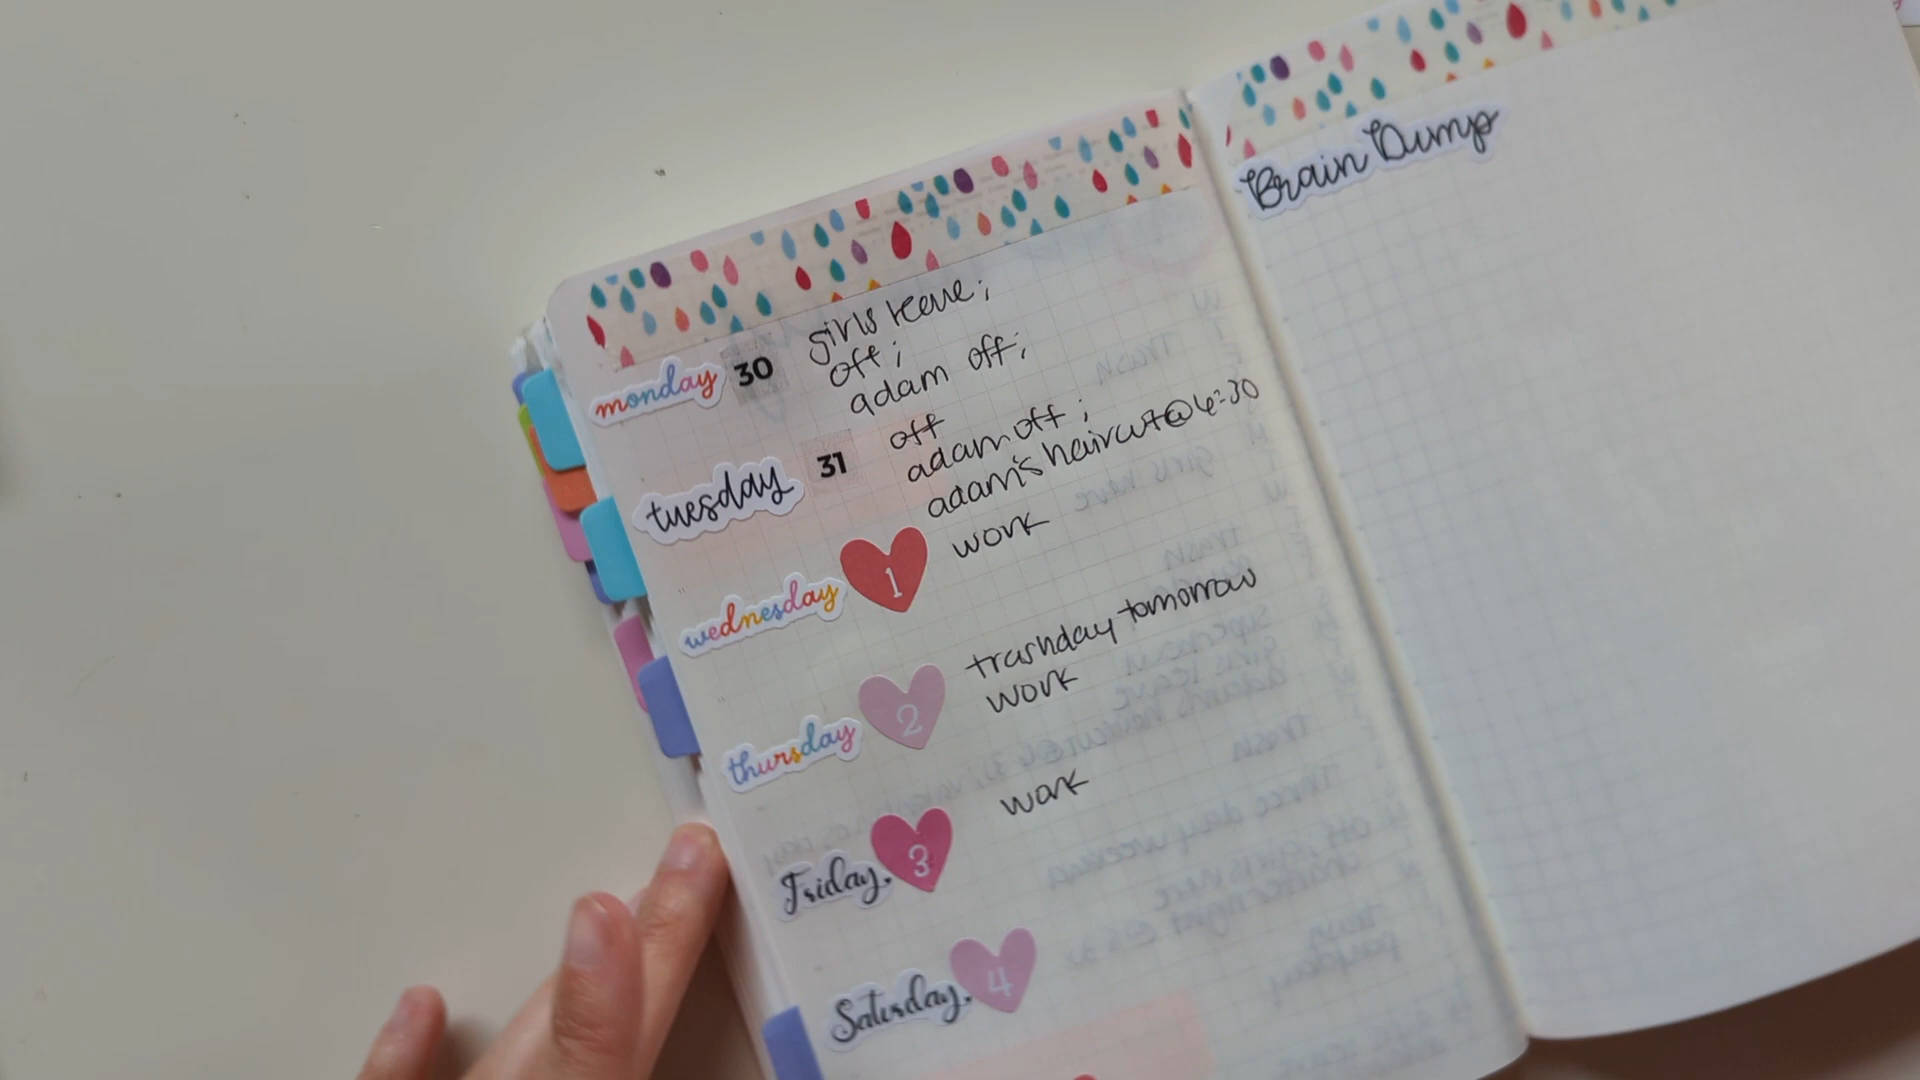 Brain Dump
monday 30 girls leave;
off;
adam off;
tuesday 31 off
adam off;
adam's haircut@6:30
wednesday 1 work
thursday 2 trashday tomorrow
work
Friday. 3 work
Saturday. 4